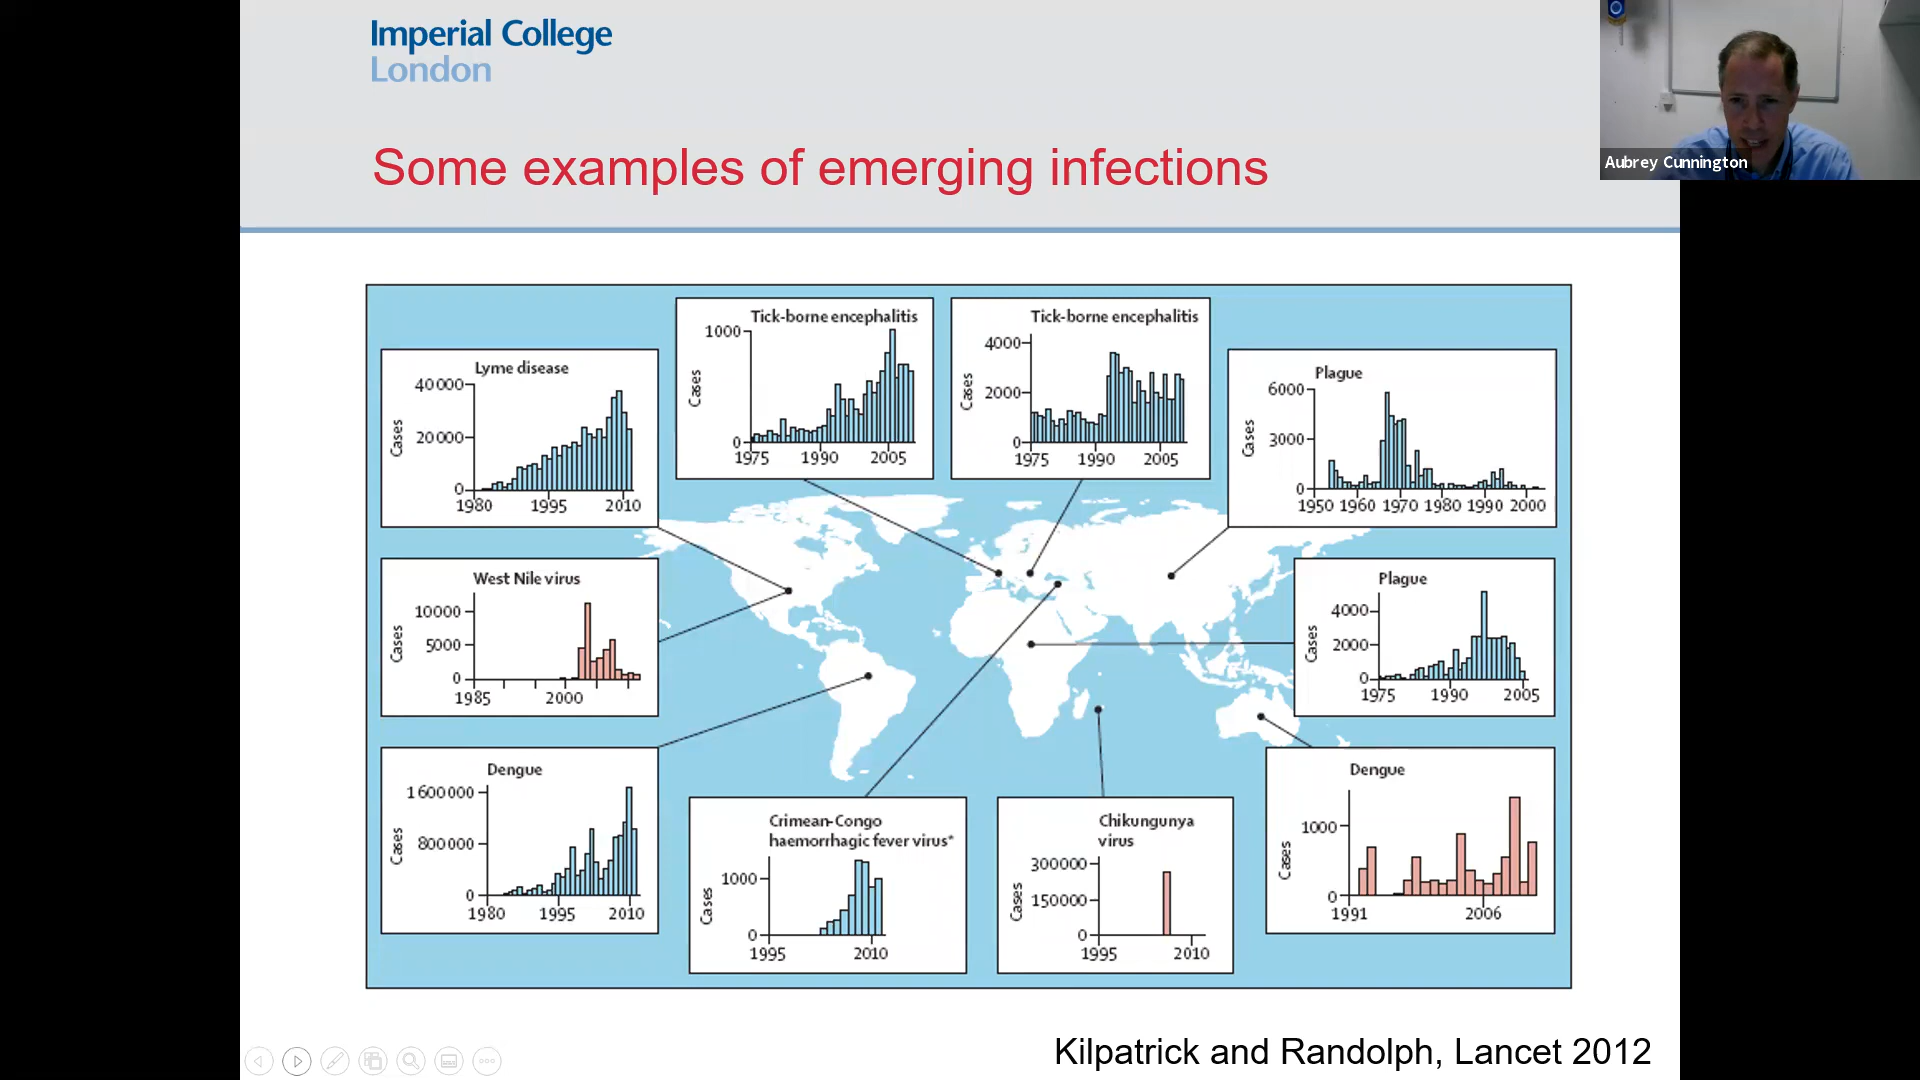 Imperial College
London
Aubrey Cunnington
Some examples of emerging infections
Tick-borne encephalitis
1000
0
Cases
1975 1990 2005
Tick-borne encephalitis
4000
2000
0
Cases
1975 1990 2005
Lyme disease
40000
20000
0
Cases
1980 1995 2010
Plague
6000
3000
0
Cases
1950 1960 1970 1980 1990 2000
West Nile virus
10000
5000
0
Cases
1985 2000
Plague
4000
2000
0
Cases
1975 1990 2005
Dengue
1600000
800000
0
Cases
1980 1995 2010
Crimean-Congo
haemorrhagic fever virus*
1000
0
Cases
1995 2010
Chikungunya
virus
300000
150000
0
Cases
1995 2010
Dengue
1000
0
Cases
1991 2006
Kilpatrick and Randolph, Lancet 2012